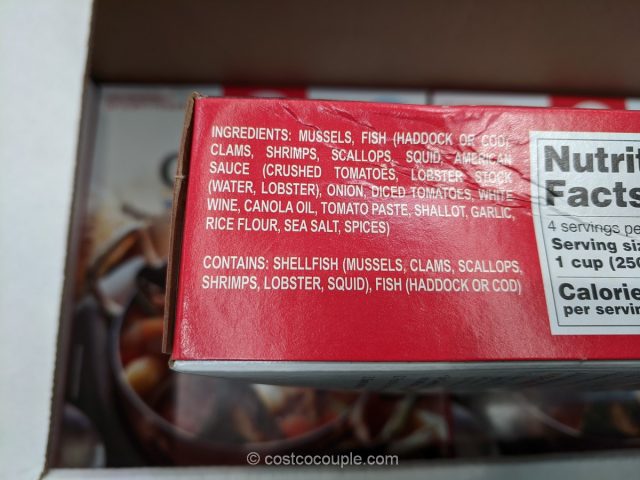 INGREDIENTS: MUSSELS, FISH (HADDOCK OR COD),
CLAMS, SHRIMPS, SCALLOPS, SQUID, AMERICAN
SAUCE (CRUSHED TOMATOES, LOBSTER STOCK
(WATER, LOBSTER), ONION, DICED TOMATOES, WHITE
WINE, CANOLA OIL, TOMATO PASTE, SHALLOT, GARLIC,
RICE FLOUR, SEA SALT, SPICES)
CONTAINS: SHELLFISH (MUSSELS, CLAMS, SCALLOPS,
SHRIMPS, LOBSTER, SQUID), FISH (HADDOCK OR COD)
Nutrit
Facts
4 servings pe
Serving siz
1 cup (250
Calorie
per servin
© costcocouple.com